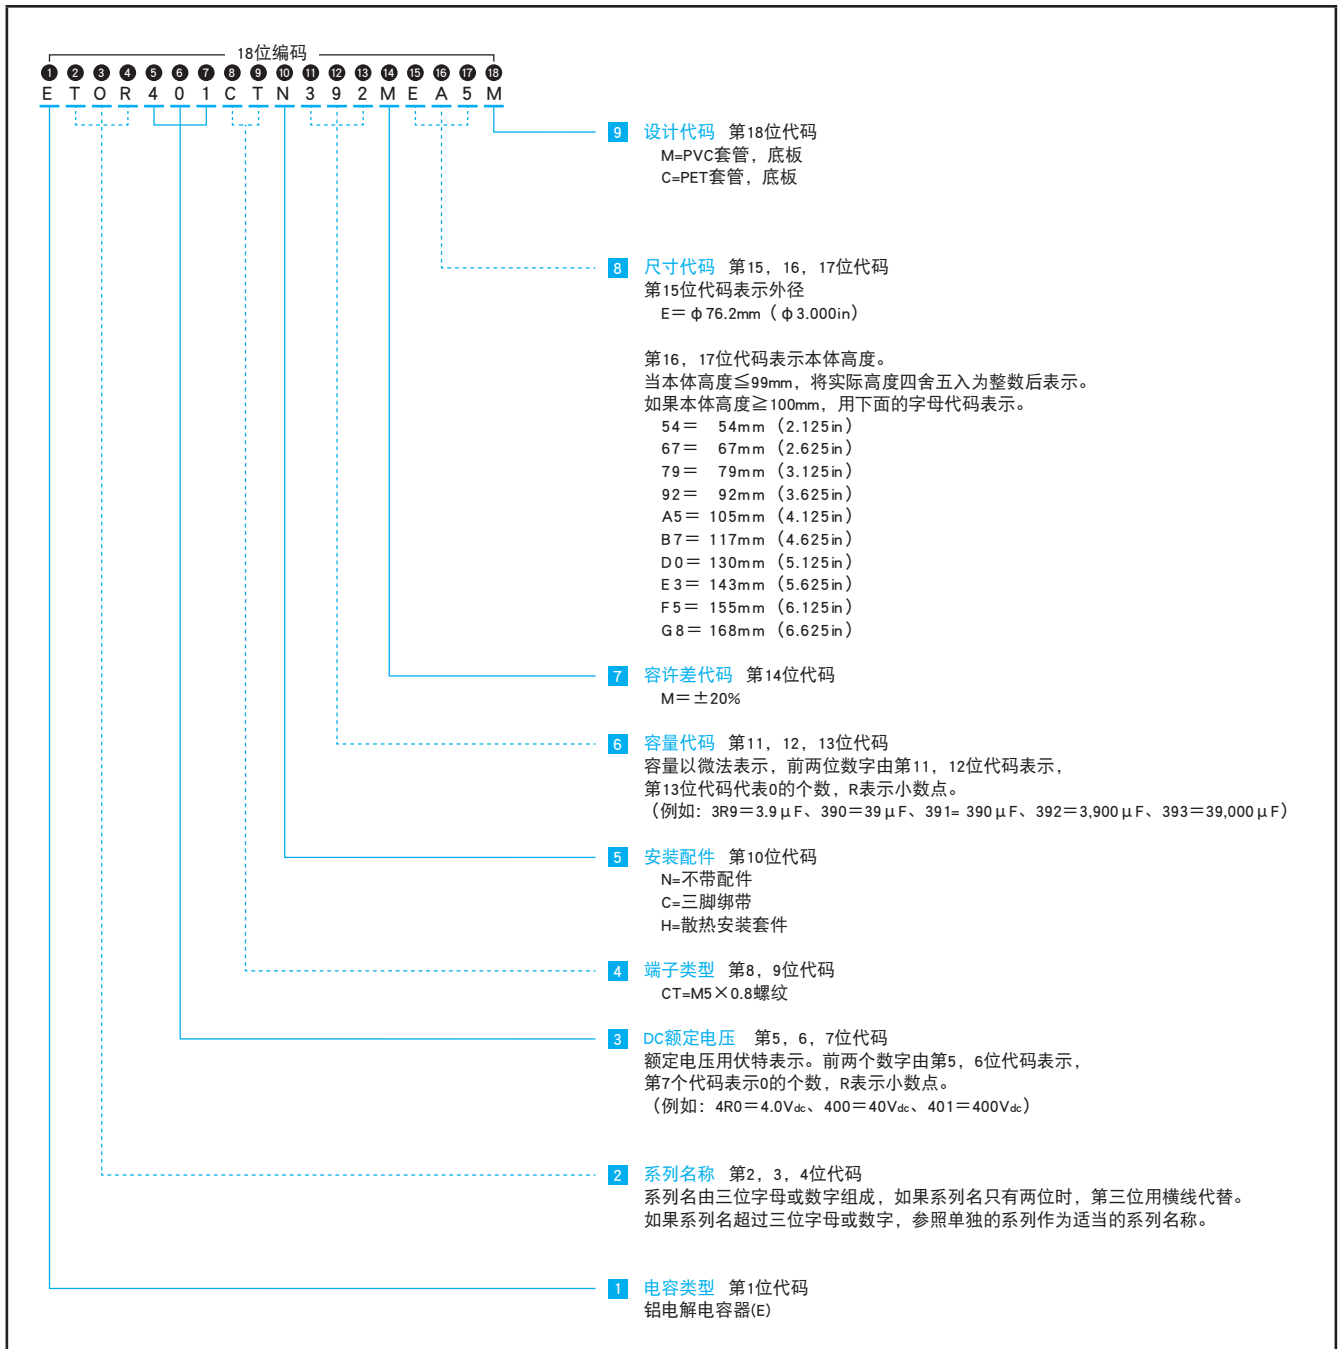 18位编码
1 2 3 4 5 6 7 8 9 10 11 12 13 14 15 16 17 18
E T O R 4 0 1 C T N 3 9 2 M E A 5 M
9 设计代码 第18位代码
M=PVC套管，底板
C=PET套管，底板
8 尺寸代码 第15，16，17位代码
第15位代码表示外径
E＝φ76.2mm（φ3.000in）
第16，17位代码表示本体高度。
当本体高度≦99mm，将实际高度四舍五入为整数后表示。
如果本体高度≧100mm，用下面的字母代码表示。
54＝ 54mm（2.125in）
67＝ 67mm（2.625in）
79＝ 79mm（3.125in）
92＝ 92mm（3.625in）
A5＝ 105mm（4.125in）
B7＝ 117mm（4.625in）
D0＝ 130mm（5.125in）
E3＝ 143mm（5.625in）
F5＝ 155mm（6.125in）
G8＝ 168mm（6.625in）
7 容许差代码 第14位代码
M＝±20%
6 容量代码 第11，12，13位代码
容量以微法表示，前两位数字由第11，12位代码表示，
第13位代码代表0的个数，R表示小数点。
（例如：3R9＝3.9μF、390＝39μF、391= 390μF、392＝3,900μF、393＝39,000μF）
5 安装配件 第10位代码
N=不带配件
C=三脚绑带
H=散热安装套件
4 端子类型 第8，9位代码
CT=M5×0.8螺纹
3 DC额定电压 第5，6，7位代码
额定电压用伏特表示。前两个数字由第5，6位代码表示，
第7个代码表示0的个数，R表示小数点。
（例如：4R0＝4.0Vdc、400＝40Vdc、401＝400Vdc）
2 系列名称 第2，3，4位代码
系列名由三位字母或数字组成，如果系列名只有两位时，第三位用横线代替。
如果系列名超过三位字母或数字，参照单独的系列作为适当的系列名称。
1 电容类型 第1位代码
铝电解电容器(E)